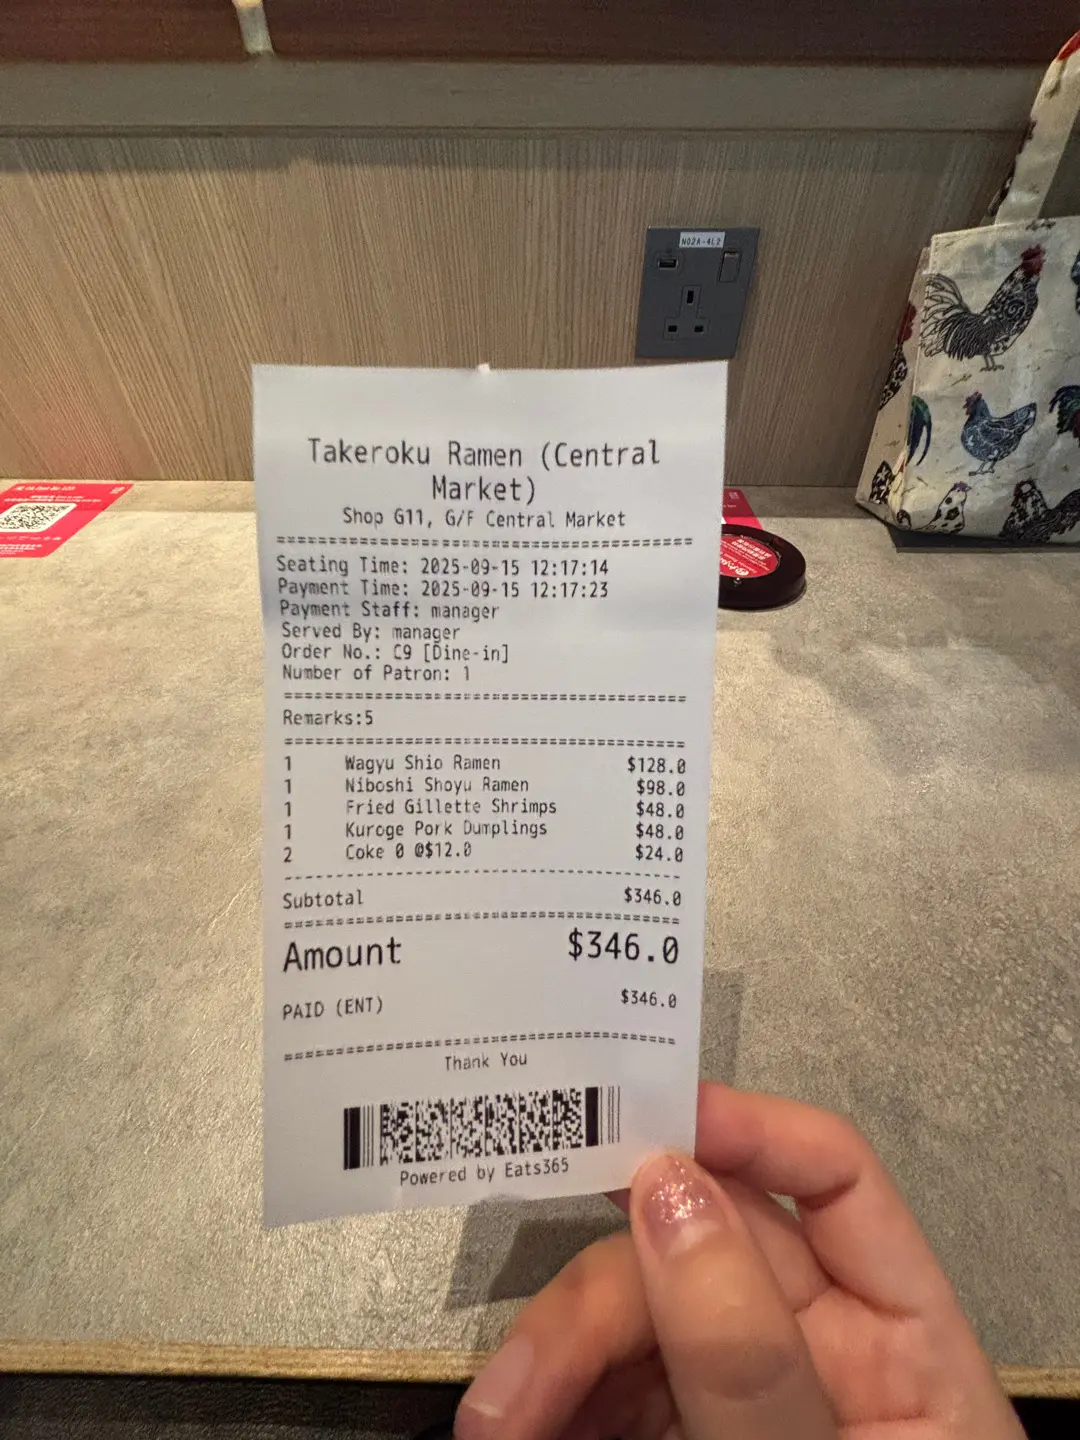 N02A-4L2
Takeroku Ramen (Central
Market)
Shop G11, G/F Central Market
================================================
Seating Time: 2025-09-15 12:17:14
Payment Time: 2025-09-15 12:17:23
Payment Staff: manager
Served By: manager
Order No.: C9 [Dine-in]
Number of Patron: 1
================================================
Remarks:5
================================================
1 Wagyu Shio Ramen $128.0
1 Niboshi Shoyu Ramen $98.0
1 Fried Gillette Shrimps $48.0
1 Kuroge Pork Dumplings $48.0
2 Coke 0 @$12.0 $24.0
------------------------------------------------
Subtotal $346.0
================================================
Amount $346.0
PAID (ENT) $346.0
================================================
Thank You
Powered by Eats365